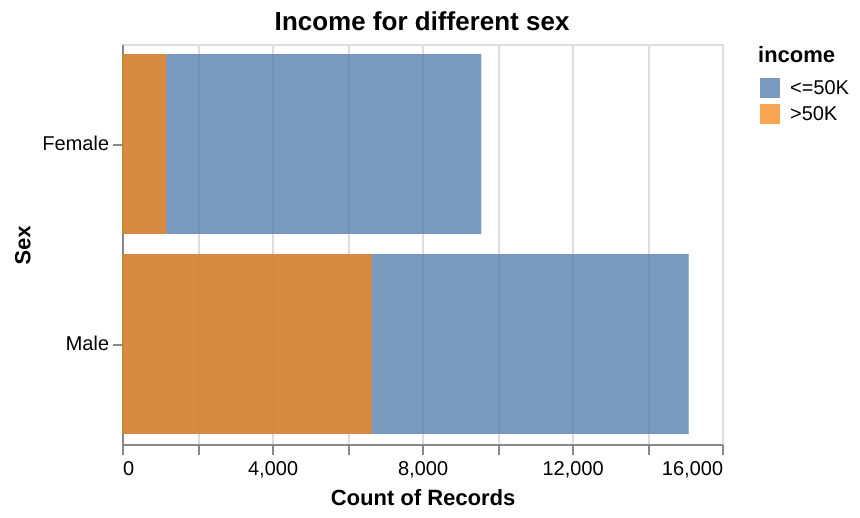 Income for different sex
income
<=50K
>50K
Female
Male
Sex
0 4,000 8,000 12,000 16,000
Count of Records